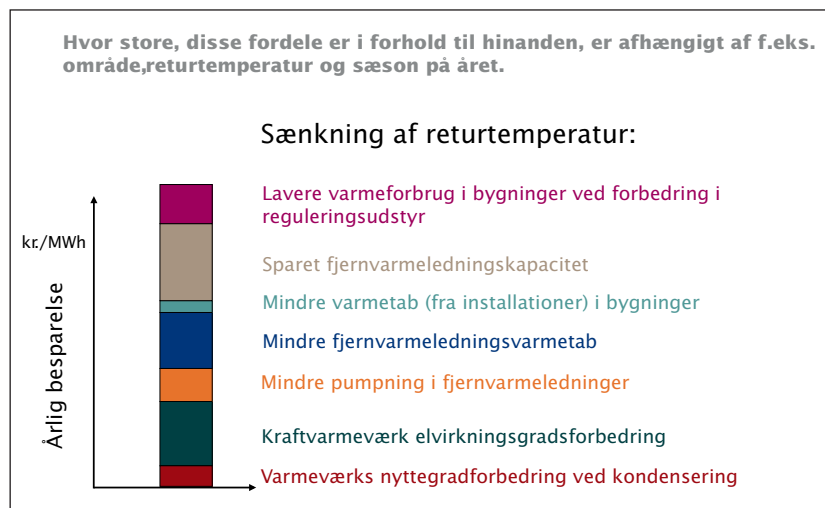 Hvor store, disse fordele er i forhold til hinanden, er afhængigt af f.eks.
område,returtemperatur og sæson på året.
Sænkning af returtemperatur:
Lavere varmeforbrug i bygninger ved forbedring i
reguleringsudstyr
kr./MWh
Sparet fjernvarmeledningskapacitet
Mindre varmetab (fra installationer) i bygninger
Årlig besparelse
Mindre fjernvarmeledningsvarmetab
Mindre pumpning i fjernvarmeledninger
Kraftvarmeværk elvirkningsgradsforbedring
Varmeværks nyttegradforbedring ved kondensering